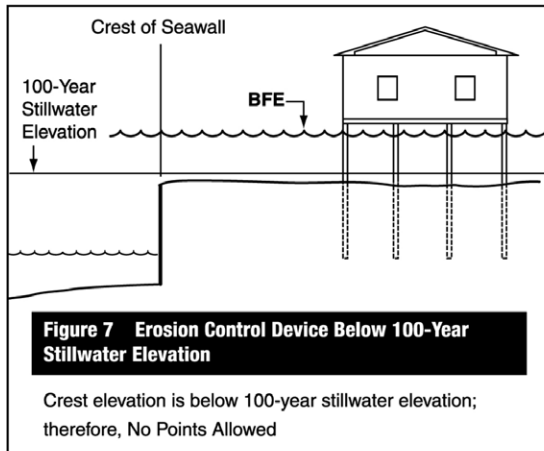 Crest of Seawall
100-Year
Stillwater
Elevation
BFE
Figure 7 Erosion Control Device Below 100-Year
Stillwater Elevation
Crest elevation is below 100-year stillwater elevation;
therefore, No Points Allowed